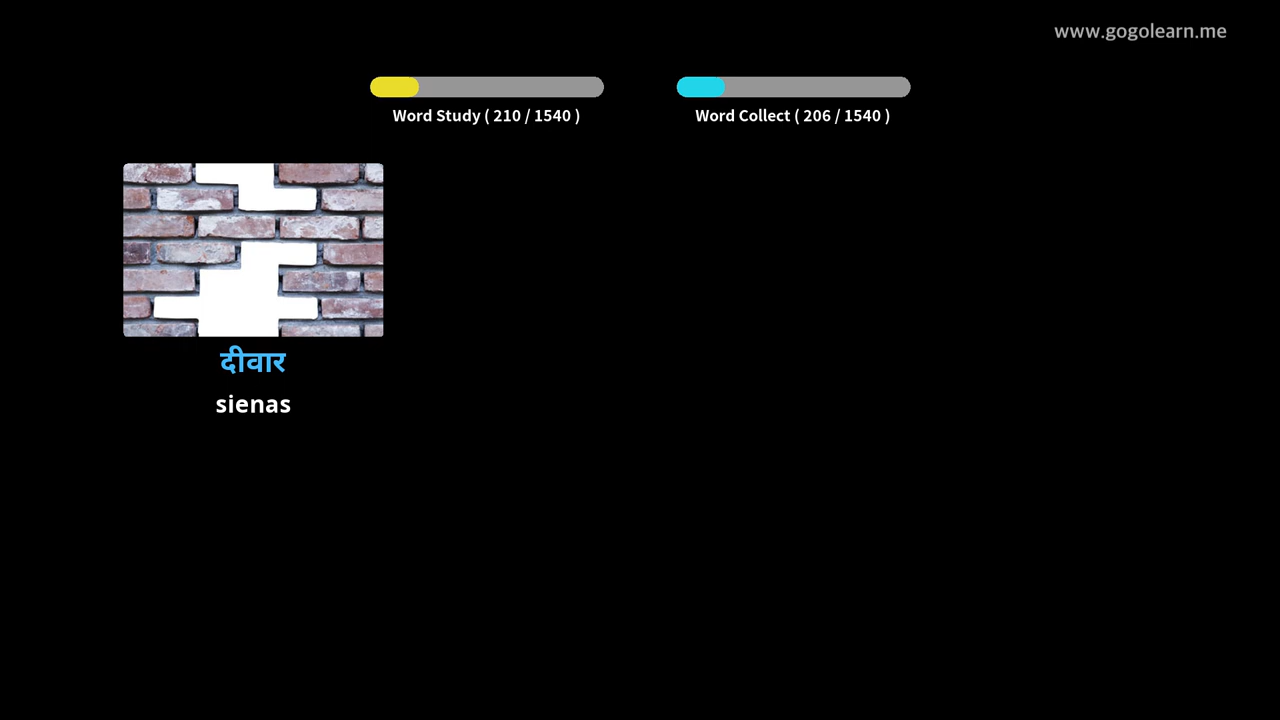 www.gogolearn.me
Word Study ( 210 / 1540 )
Word Collect ( 206 / 1540 )
दीवार
sienas